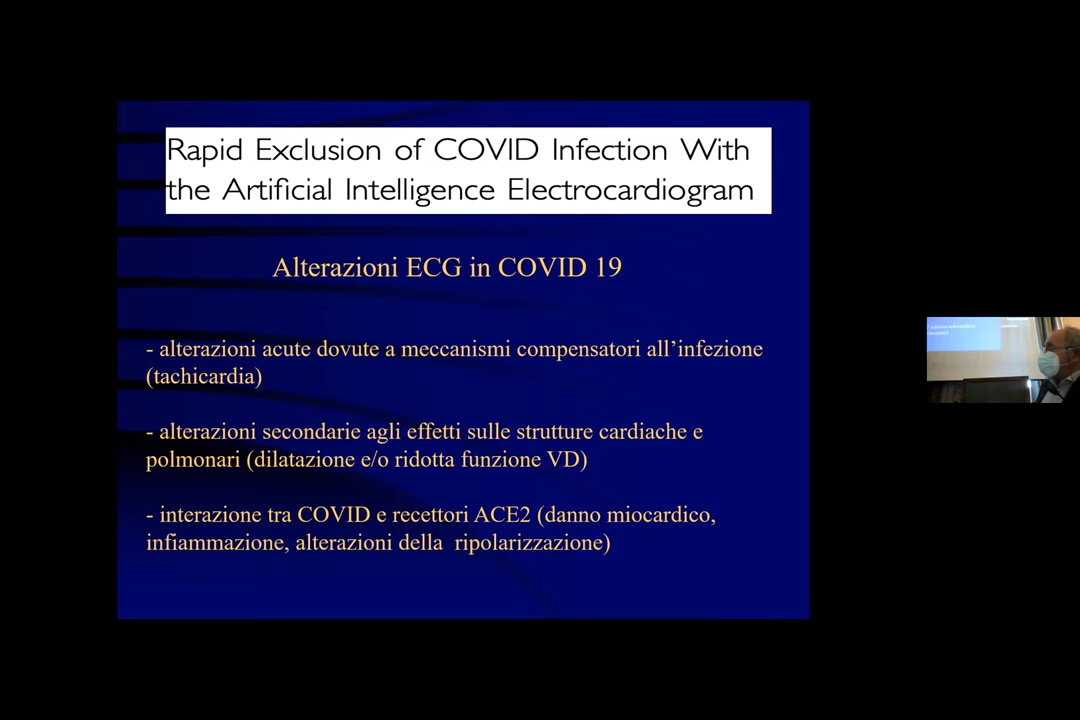 Rapid Exclusion of COVID Infection With
the Artificial Intelligence Electrocardiogram
Alterazioni ECG in COVID 19
- alterazioni acute dovute a meccanismi compensatori all’infezione
(tachicardia)
- alterazioni secondarie agli effetti sulle strutture cardiache e
polmonari (dilatazione e/o ridotta funzione VD)
- interazione tra COVID e recettori ACE2 (danno miocardico,
infiammazione, alterazioni della ripolarizzazione)